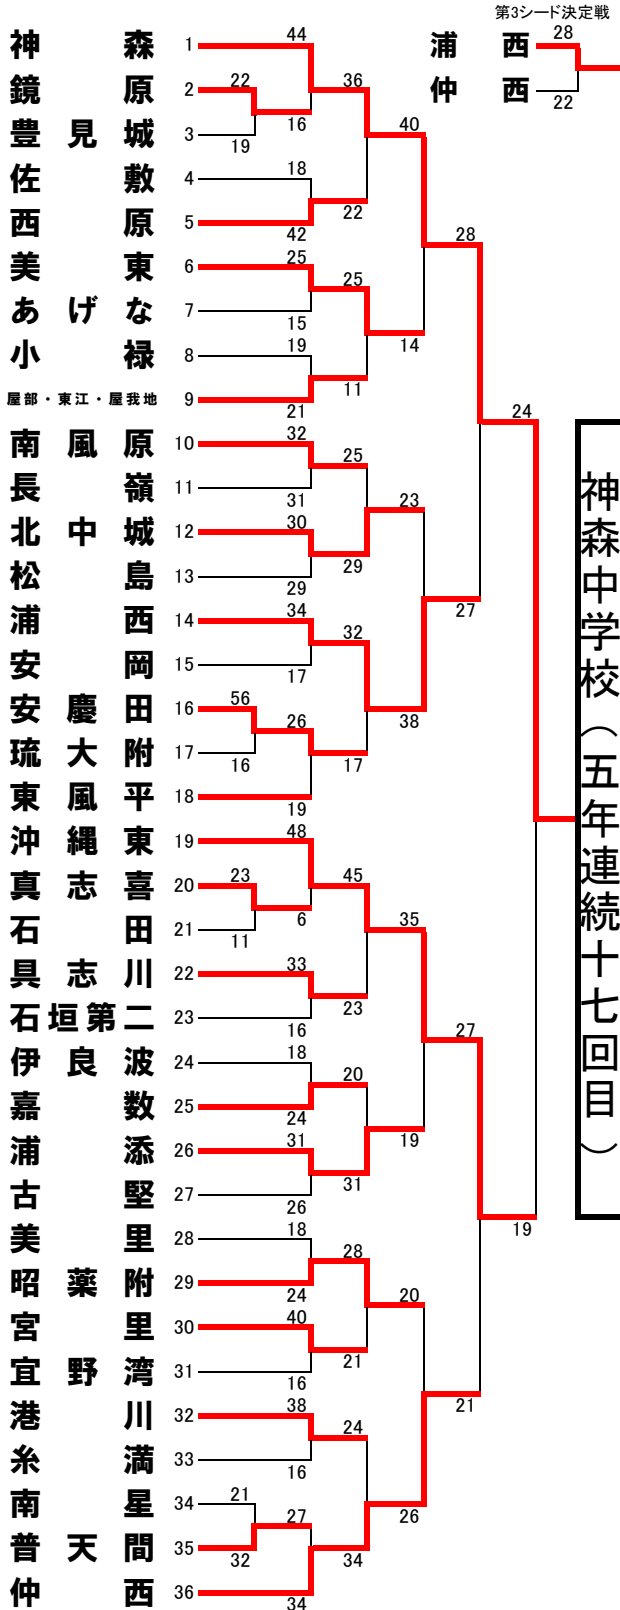 第3シード決定戦
浦西 28
仲西 22
神森 1 44
鏡原 2 22
豊見城 3 19
16
36
佐敷 4 18
西原 5 42
22
40
美東 6 25
あげな 7 15
25
小禄 8 19
屋部・東江・屋我地 9 21
11
14
28
南風原 10 32
長嶺 11 31
25
北中城 12 30
松島 13 29
29
23
浦西 14 34
安岡 15 17
32
安慶田 16 56
琉大附 17 16
26
東風平 18 19
17
38
27
24
沖縄東 19 48
真志喜 20 23
石田 21 11
6
45
具志川 22 33
石垣第二 23 16
23
35
伊良波 24 18
嘉数 25 24
20
浦添 26 31
古堅 27 26
31
19
27
美里 28 18
昭薬附 29 24
28
宮里 30 40
宜野湾 31 16
21
20
港川 32 38
糸満 33 16
24
南星 34 21
普天間 35 32
27
仲西 36 34
34
26
21
19
神森中学校（五年連続十七回目）